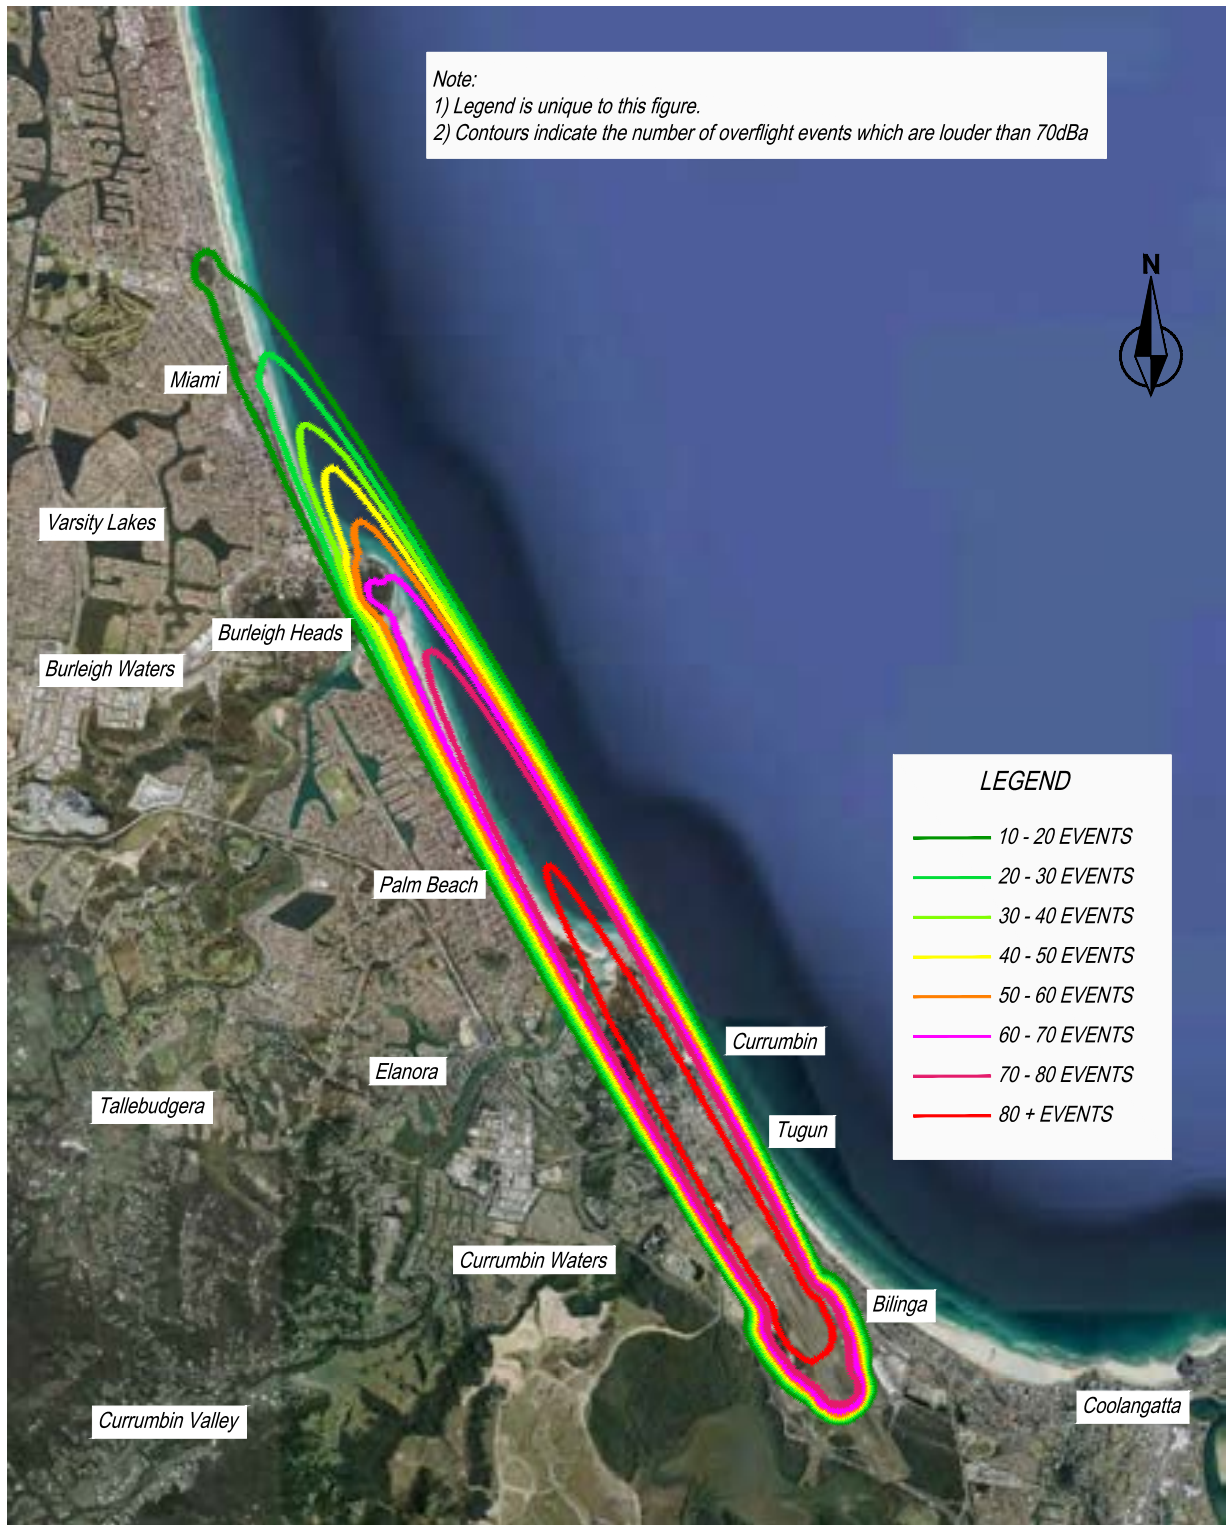 Note:
1) Legend is unique to this figure.
2) Contours indicate the number of overflight events which are louder than 70dBa
N
Miami
Varsity Lakes
Burleigh Heads
Burleigh Waters
LEGEND
10 - 20 EVENTS
20 - 30 EVENTS
30 - 40 EVENTS
40 - 50 EVENTS
50 - 60 EVENTS
60 - 70 EVENTS
70 - 80 EVENTS
80 + EVENTS
Palm Beach
Currumbin
Elanora
Tallebudgera
Tugun
Currumbin Waters
Bilinga
Coolangatta
Currumbin Valley